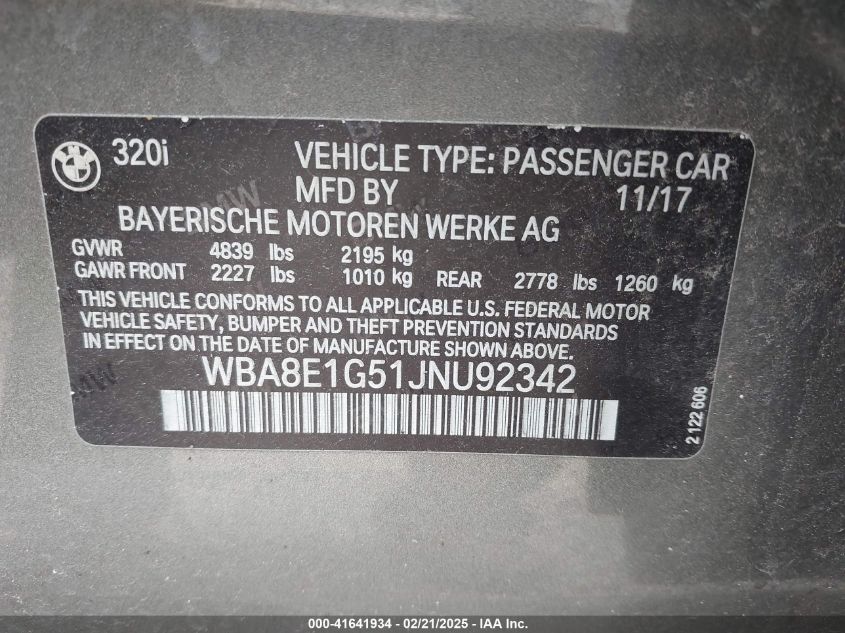 BMW 320i VEHICLE TYPE: PASSENGER CAR
MFD BY 11/17
BAYERISCHE MOTOREN WERKE AG
GVWR 4839 lbs 2195 kg
GAWR FRONT 2227 lbs 1010 kg REAR 2778 lbs 1260 kg
THIS VEHICLE CONFORMS TO ALL APPLICABLE U.S. FEDERAL MOTOR
VEHICLE SAFETY, BUMPER AND THEFT PREVENTION STANDARDS
IN EFFECT ON THE DATE OF MANUFACTURE SHOWN ABOVE.
WBA8E1G51JNU92342
2 122 606
000-41641934 - 02/21/2025 - IAA Inc.